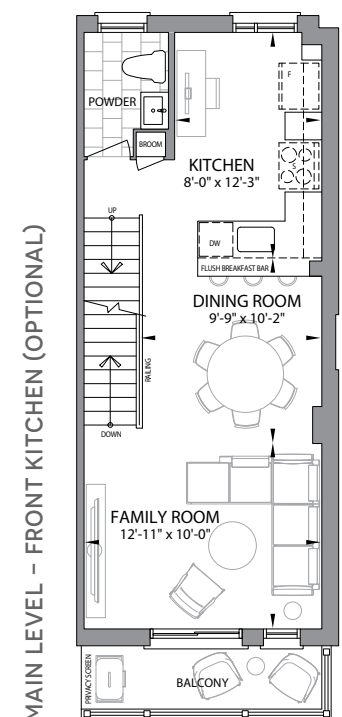 MAIN LEVEL – FRONT KITCHEN (OPTIONAL)
POWDER
BROOM
F
S
KITCHEN
8'-0" x 12'-3"
UP
DW
FLUSH BREAKFAST BAR
DINING ROOM
9'-9" x 10'-2"
RAILING
DOWN
FAMILY ROOM
12'-11" x 10'-0"
PRIVACY SCREEN
BALCONY